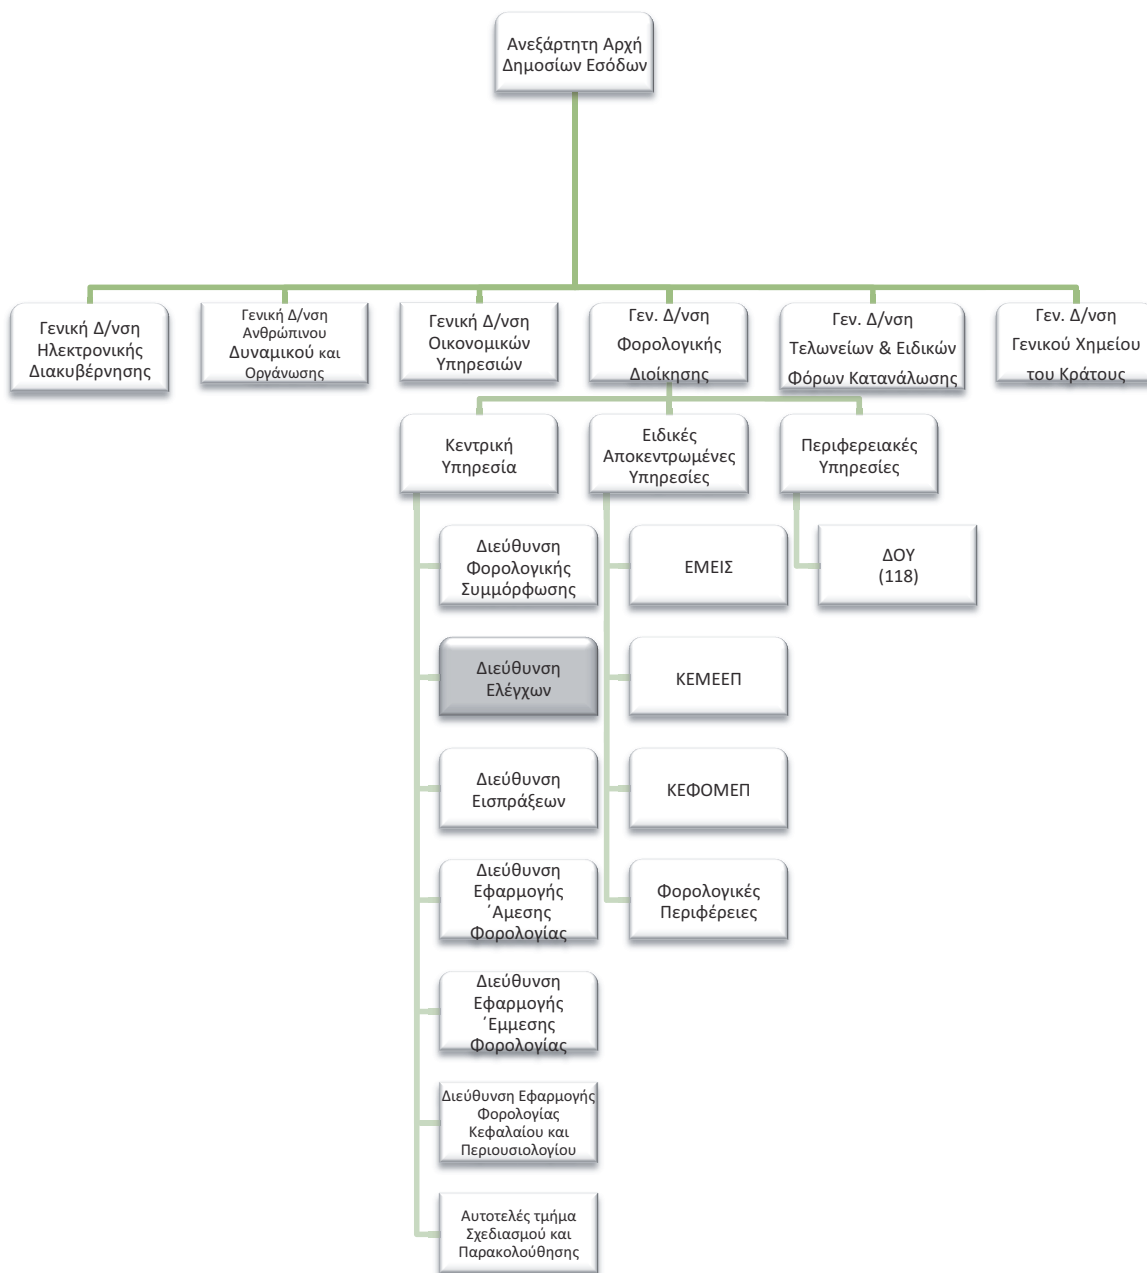 Ανεξάρτητη Αρχή
Δημοσίων Εσόδων
Γενική Δ/νση
Ηλεκτρονικής
Διακυβέρνησης
Γενική Δ/νση
Ανθρώπινου
Δυναμικού και
Οργάνωσης
Γενική Δ/νση
Οικονομικών
Υπηρεσιών
Γεν. Δ/νση
Φορολογικής
Διοίκησης
Γεν. Δ/νση
Τελωνείων & Ειδικών
Φόρων Κατανάλωσης
Γεν. Δ/νση
Γενικού Χημείου
του Κράτους
Κεντρική
Υπηρεσία
Ειδικές
Αποκεντρωμένες
Υπηρεσίες
Περιφερειακές
Υπηρεσίες
Διεύθυνση
Φορολογικής
Συμμόρφωσης
ΕΜΕΙΣ
ΔΟΥ
(118)
Διεύθυνση
Ελέγχων
ΚΕΜΕΕΠ
Διεύθυνση
Εισπράξεων
ΚΕΦΟΜΕΠ
Διεύθυνση
Εφαρμογής
΄Αμεσης
Φορολογίας
Φορολογικές
Περιφέρειες
Διεύθυνση
Εφαρμογής
΄Εμμεσης
Φορολογίας
Διεύθυνση Εφαρμογής
Φορολογίας
Κεφαλαίου και
Περιουσιολογίου
Αυτοτελές τμήμα
Σχεδιασμού και
Παρακολούθησης